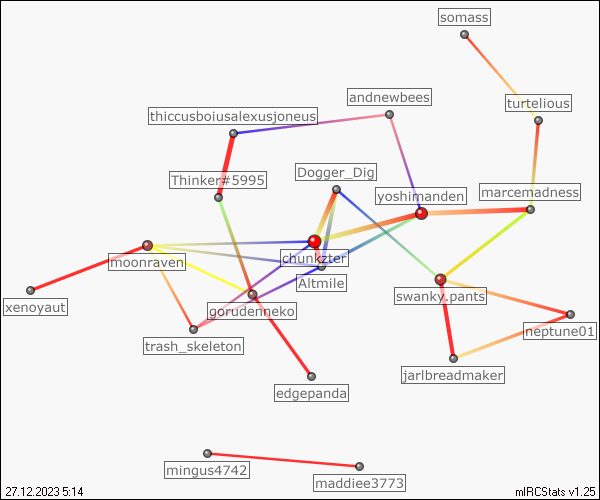 somass
andnewbees
turtelious
thiccusboiusalexusjoneus
Thinker#5995
Dogger_Dig
yoshimanden
marcemadness
moonraven
chunkzter
Altmile
xenoyaut
gorudenneko
swanky.pants
neptune01
trash_skeleton
jarlbreadmaker
edgepanda
mingus4742
maddiee3773
27.12.2023 5:14
mIRCStats v1.25